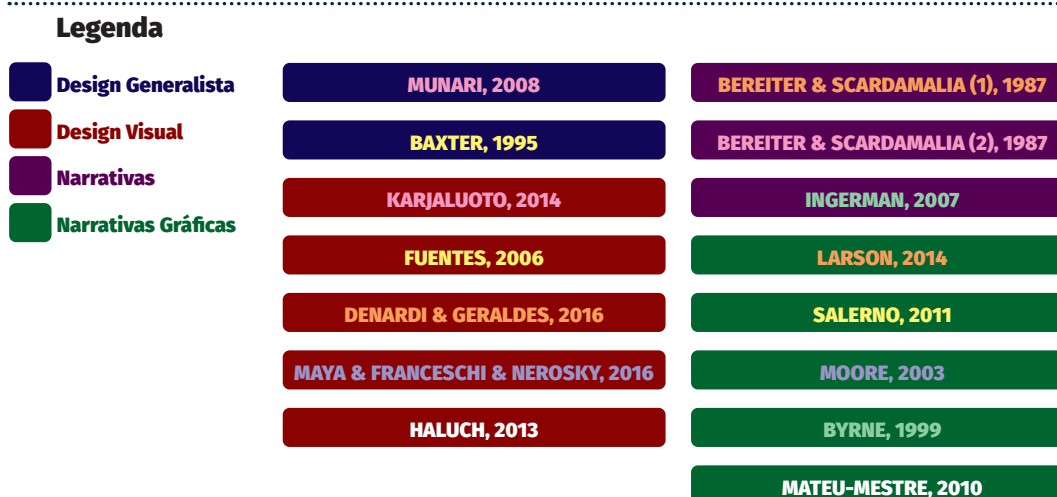 Legenda
Design Generalista
Design Visual
Narrativas
Narrativas Gráficas
MUNARI, 2008
BAXTER, 1995
KARJALUOTO, 2014
FUENTES, 2006
DENARDI & GERALDES, 2016
MAYA & FRANCESCHI & NEROSKY, 2016
HALUCH, 2013
BEREITER & SCARDAMALIA (1), 1987
BEREITER & SCARDAMALIA (2), 1987
INGERMAN, 2007
LARSON, 2014
SALERNO, 2011
MOORE, 2003
BYRNE, 1999
MATEU-MESTRE, 2010